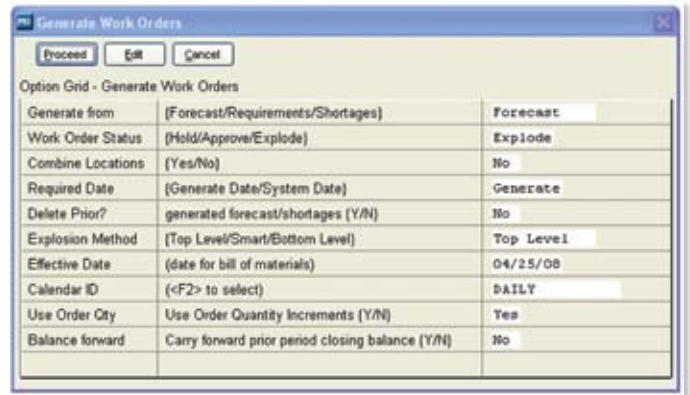 Generate Work Orders
Proceed Edit Cancel
Option Grid - Generate Work Orders
Generate from (Forecast/Requirements/Shortages) Forecast
Work Order Status (Hold/Approve/Explode) Explode
Combine Locations (Yes/No) No
Required Date (Generate Date/System Date) Generate
Delete Prior? generated forecast/shortages (Y/N) No
Explosion Method (Top Level/Smart/Bottom Level) Top Level
Effective Date (date for bill of materials) 04/25/08
Calendar ID (<F2> to select) DAILY
Use Order Qty Use Order Quantity Increments (Y/N) Yes
Balance forward Carry forward prior period closing balance (Y/N) No